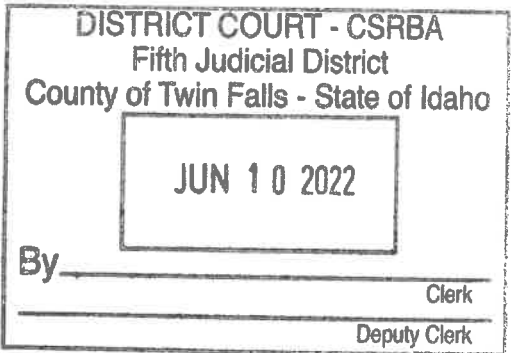 DISTRICT COURT - CSRBA
Fifth Judicial District
County of Twin Falls - State of Idaho
JUN 10 2022
By
Clerk
Deputy Clerk